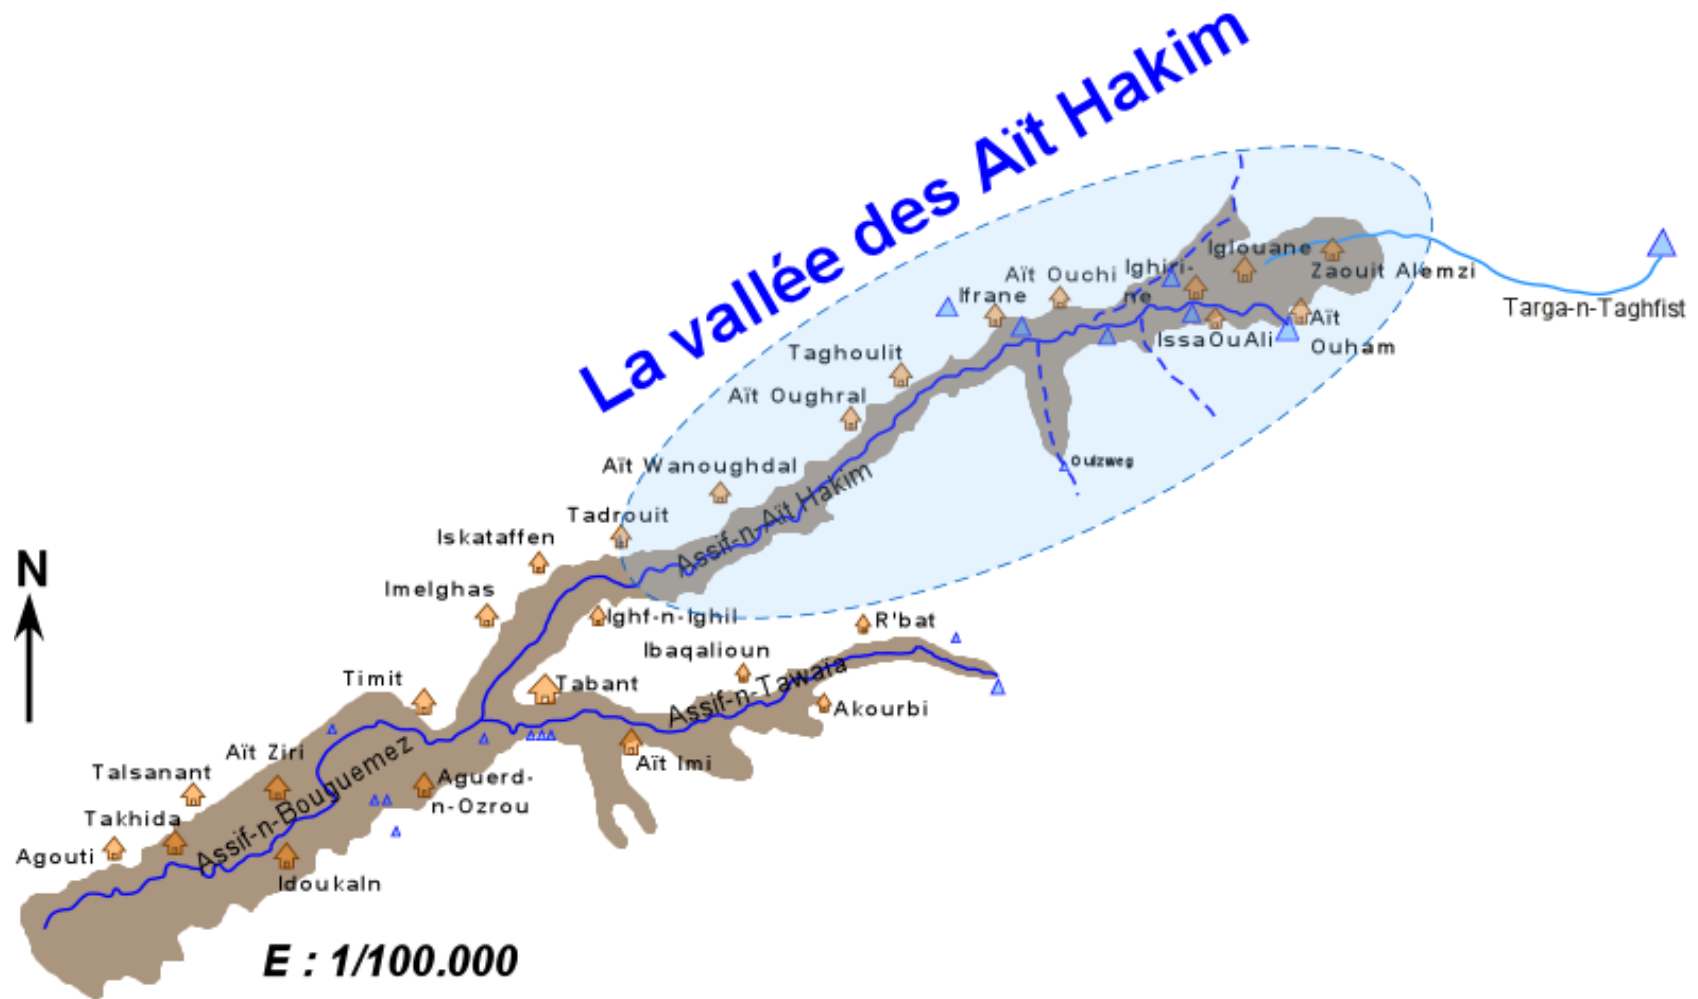 La vallée des Aït Hakim
Iglouane
Zaouit Alemzi
Ighiri-
ne
Aït Ouchi
Ifrane
Targa-n-Taghfist
Aït
Ouham
IssaOuAli
Taghoulit
Aït Oughral
Oulzweg
Aït Wanoughdal
Assif-n-Aït Hakim
Tadrouit
Iskataffen
N
Imelghas
Ighf-n-Ighil
R'bat
Ibaqalioun
Timit
Tabant
Assif-n-Tawaia
Akourbi
Aït Ziri
Aït Imi
Talsanant
Assif-n-Bouguemez
Aguerd-
n-Ozrou
Takhida
Agouti
Idoukaln
E : 1/100.000